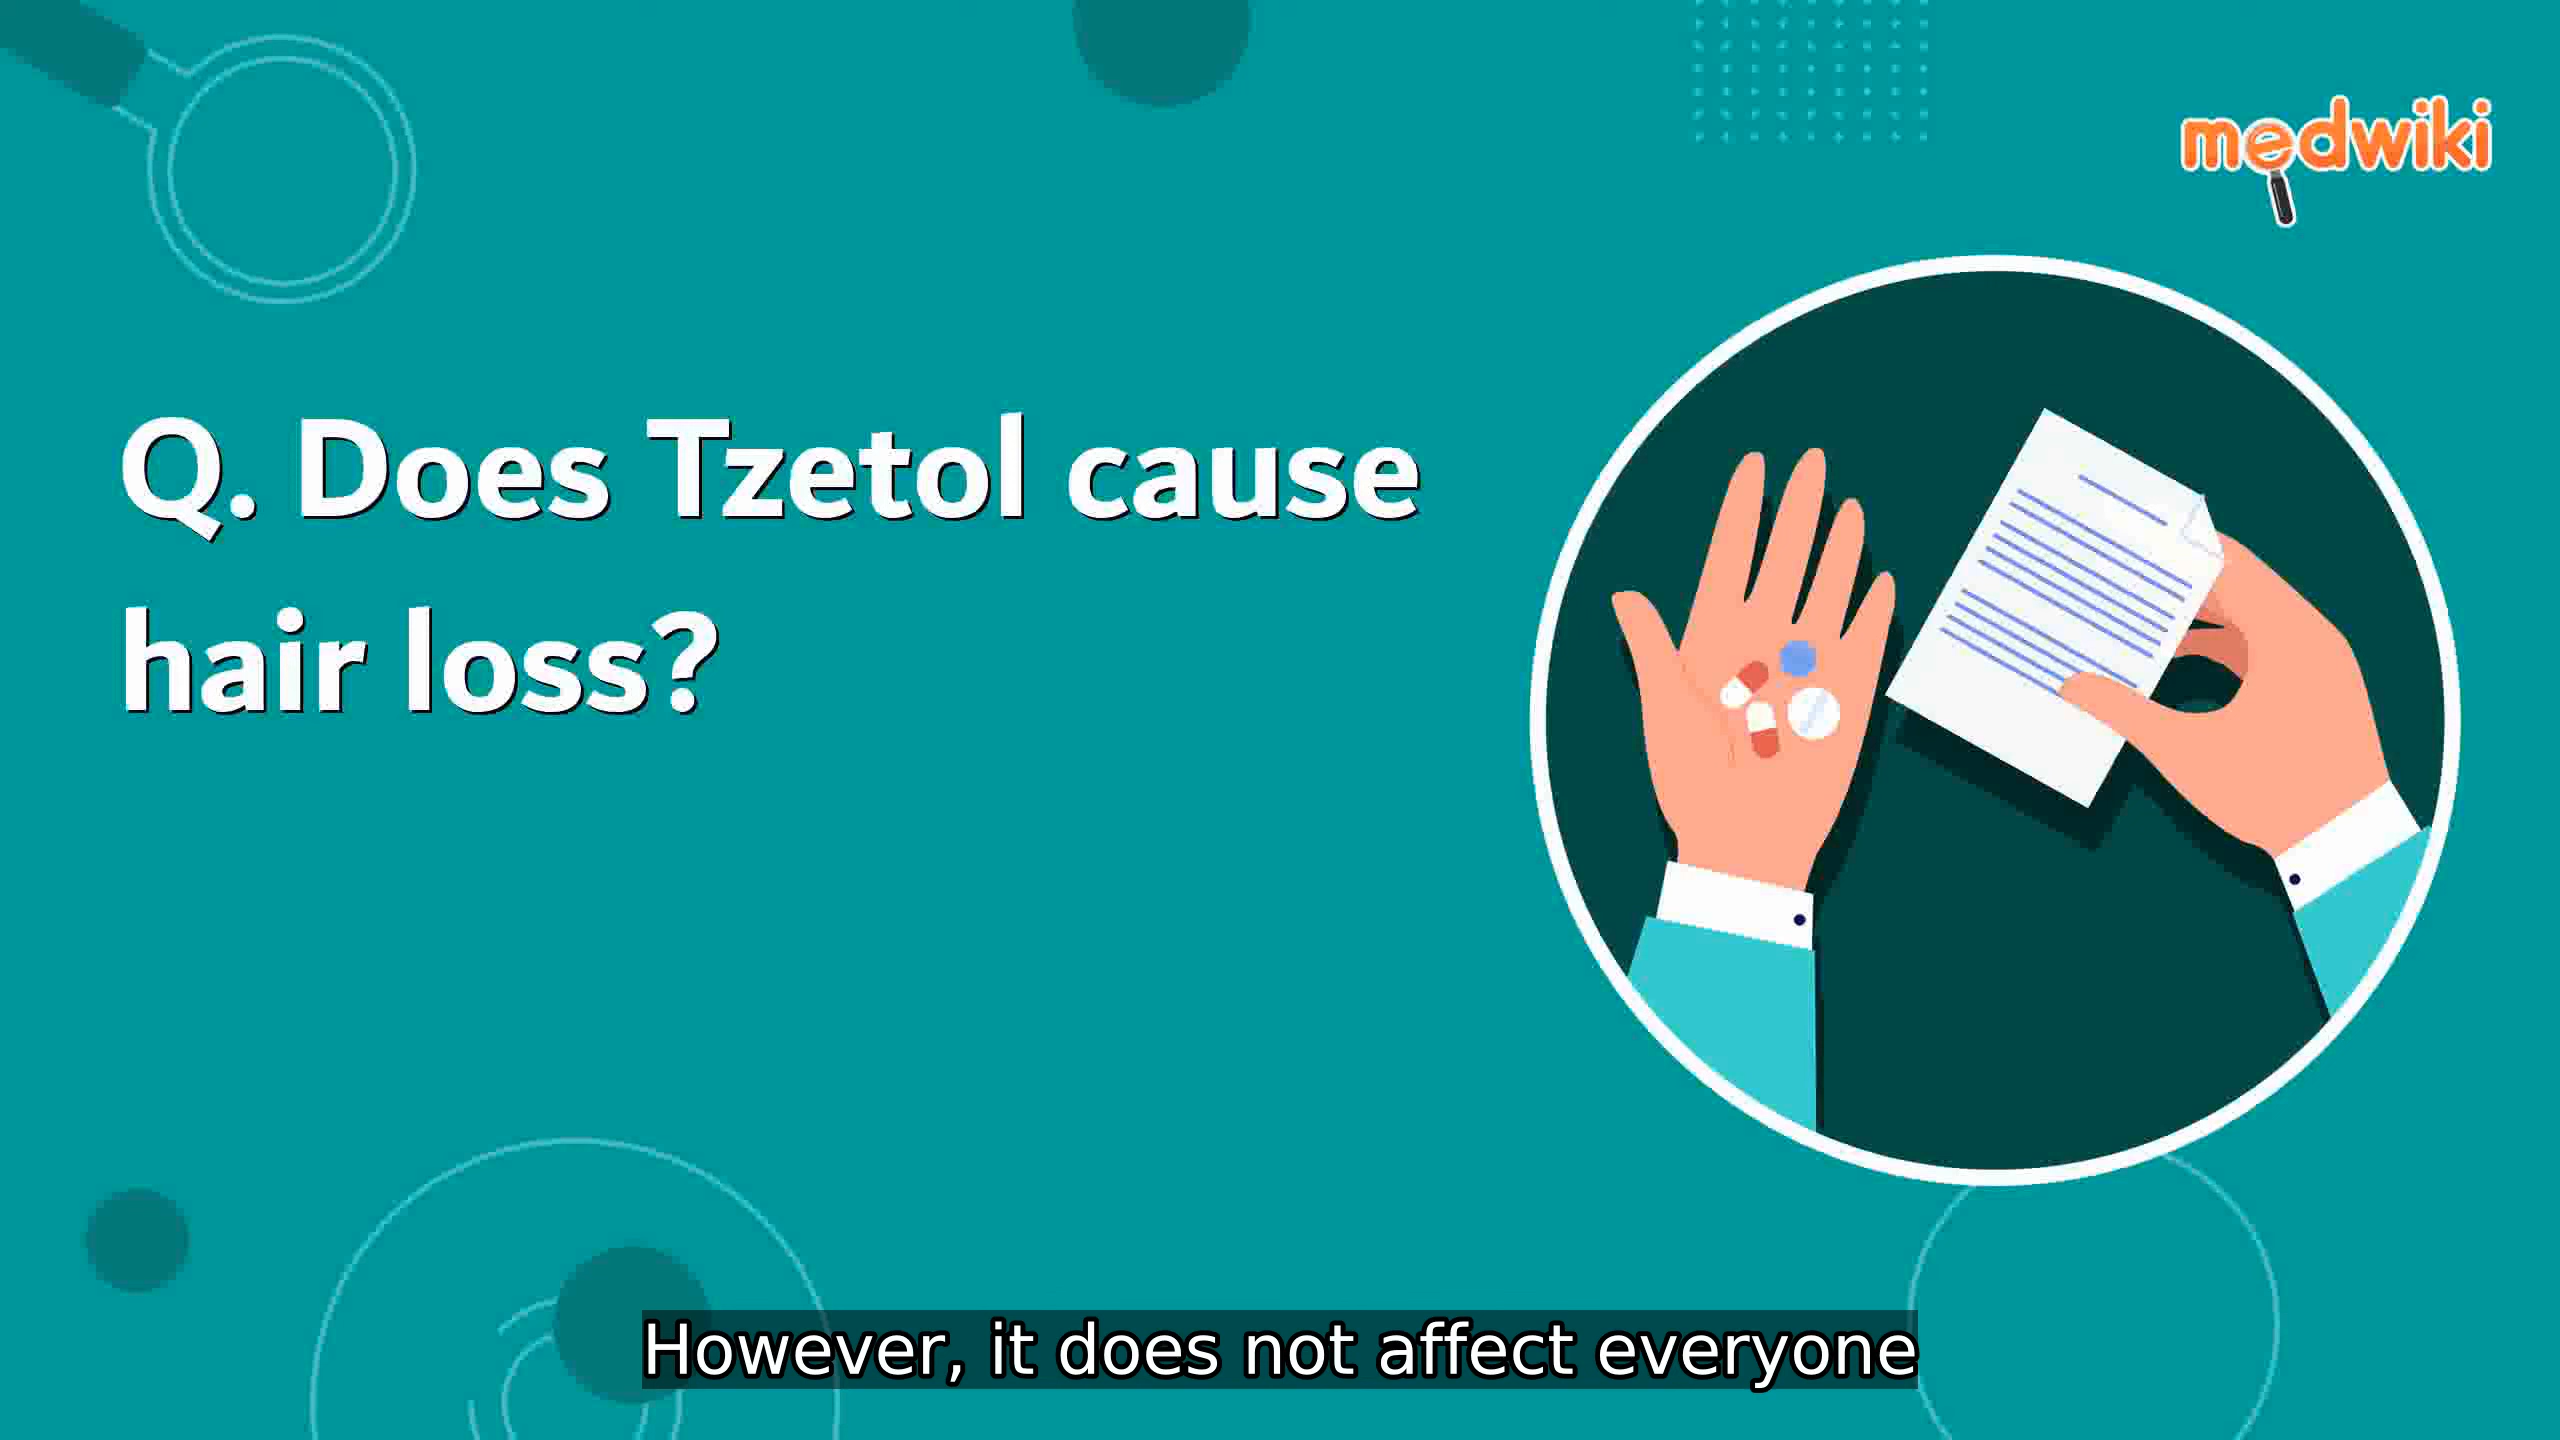 medwiki
Q. Does Tzetol cause
hair loss?
However, it does not affect everyone